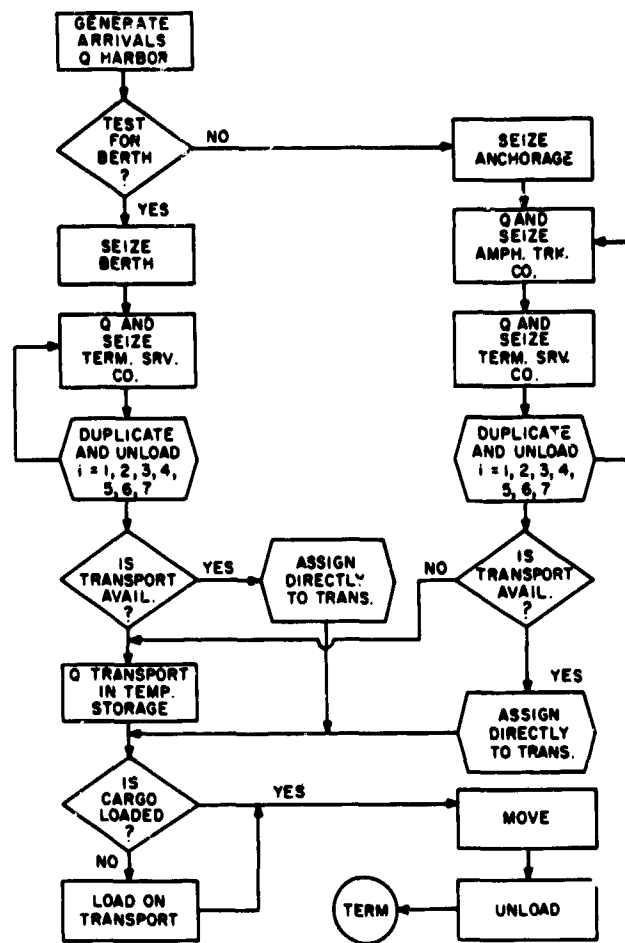 GENERATE
ARRIVALS
Q HARBOR
TEST
FOR
BERTH
?
NO
YES
SEIZE
ANCHORAGE
SEIZE
BERTH
Q AND
SEIZE
AMPH. TRK.
CO.
Q AND
SEIZE
TERM. SRV.
CO.
Q AND
SEIZE
TERM. SRV.
CO.
DUPLICATE
AND UNLOAD
i = 1, 2, 3, 4,
5, 6, 7
DUPLICATE
AND UNLOAD
i = 1, 2, 3, 4,
5, 6, 7
IS
TRANSPORT
AVAIL.
?
YES
ASSIGN
DIRECTLY
TO TRANS.
NO
IS
TRANSPORT
AVAIL.
?
YES
Q TRANSPORT
IN TEMP.
STORAGE
ASSIGN
DIRECTLY
TO TRANS.
IS
CARGO
LOADED
?
YES
NO
MOVE
LOAD ON
TRANSPORT
TERM
UNLOAD